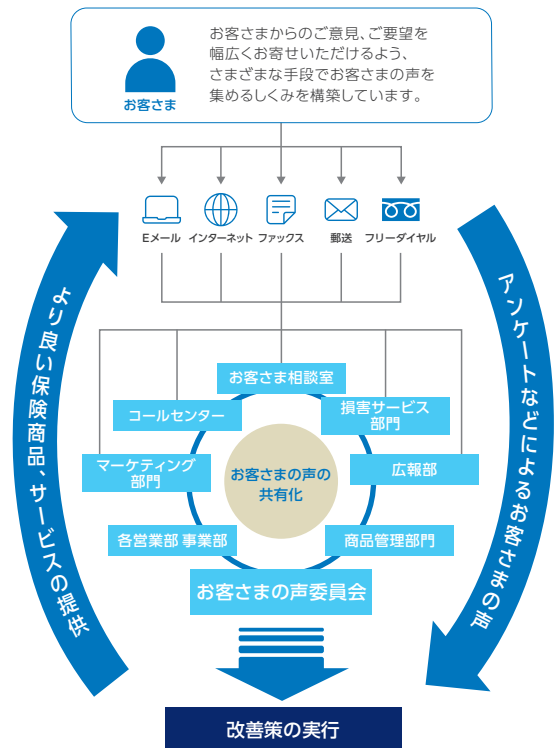 お客さまからのご意見、ご要望を
幅広くお寄せいただけるよう、
さまざまな手段でお客さまの声を
集めるしくみを構築しています。
お客さま
Eメール
インターネット
ファックス
郵送
フリーダイヤル
より良い保険商品、サービスの提供
アンケートなどによるお客さまの声
お客さま相談室
コールセンター
損害サービス
部門
マーケティング
部門
お客さまの声の
共有化
広報部
各営業部 事業部
商品管理部門
お客さまの声委員会
改善策の実行